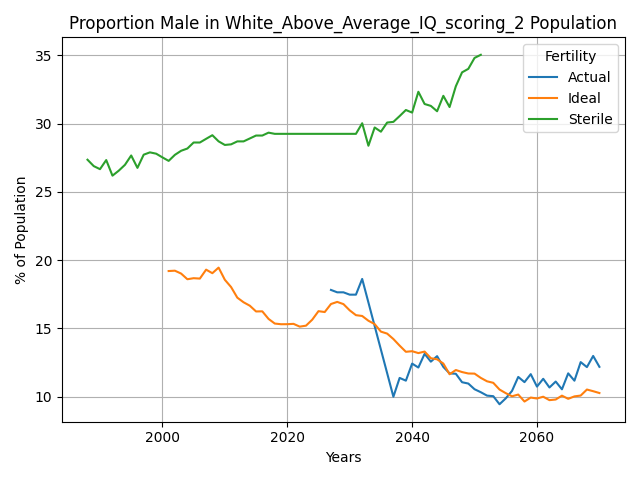 Proportion Male in White_Above_Average_IQ_scoring_2 Population
Fertility
Actual
Ideal
Sterile
% of Population
35
30
25
20
15
10
2000
2020
2040
2060
Years